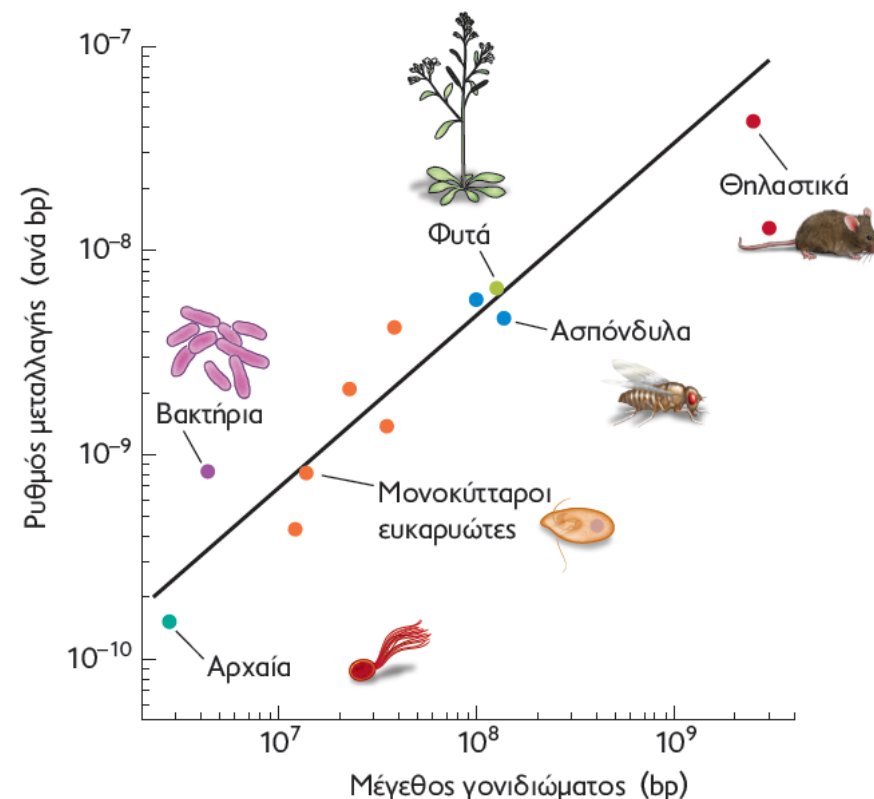 10⁻⁷
10⁻⁸
10⁻⁹
10⁻¹⁰
Ρυθμός μεταλλαγής (ανά bp)
Φυτά
Θηλαστικά
Ασπόνδυλα
Βακτήρια
Μονοκύτταροι
ευκαρυώτες
Αρχαία
10⁷
10⁸
10⁹
Μέγεθος γονιδιώματος (bp)